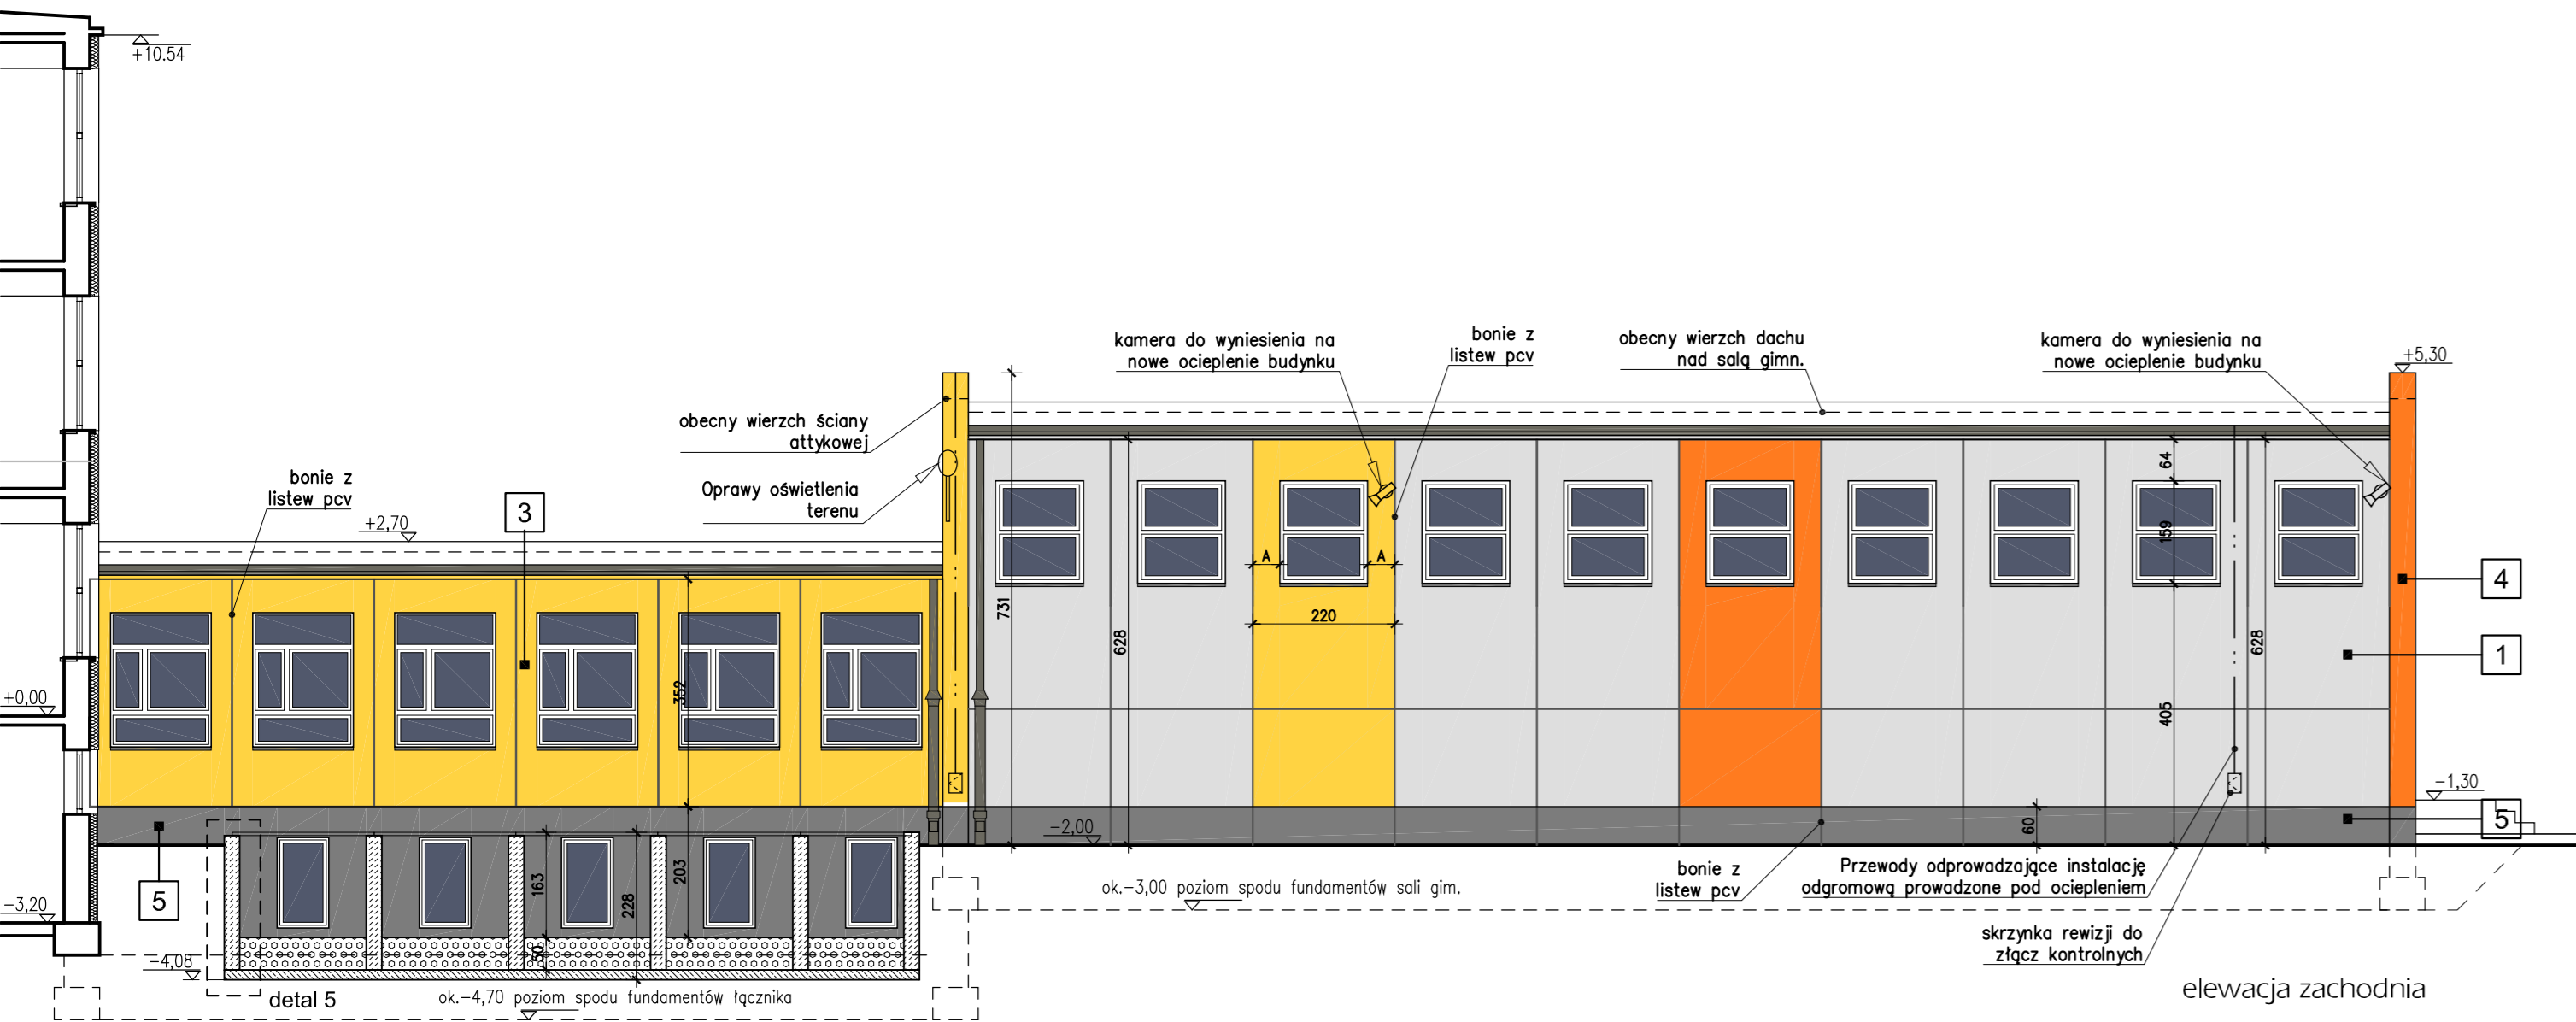 +10.54
kamera do wyniesienia na
nowe ocieplenie budynku
bonie z
listew pcv
obecny wierzch dachu
nad salą gimn.
kamera do wyniesienia na
nowe ocieplenie budynku
+5,30
obecny wierzch ściany
attykowej
Oprawy oświetlenia
terenu
bonie z
listew pcv
+2,70
3
64
159
A
A
220
731
628
628
4
1
352
405
+0,00
-1,30
5
60
-2,00
5
163
203
228
50
bonie z
listew pcv
Przewody odprowadzające instalację
odgromową prowadzone pod ociepleniem
ok.-3,00 poziom spodu fundamentów sali gim.
-3,20
skrzynka rewizji do
złącz kontrolnych
-4,08
detal 5
ok.-4,70 poziom spodu fundamentów łącznika
elewacja zachodnia